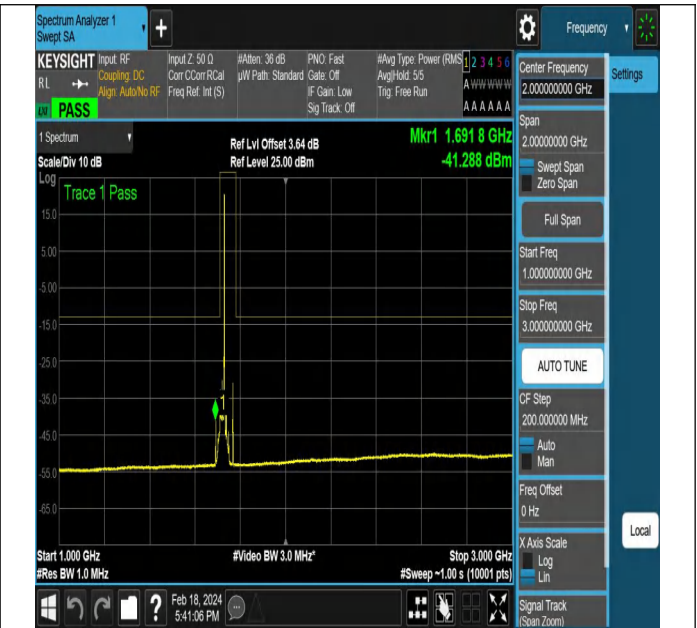 Spectrum Analyzer 1
Swept SA
+
Frequency
KEYSIGHT
RL
PASS
Input: RF
Coupling: DC
Align: Auto/No RF
Input Z: 50 Ω
Corr CCorr RCal
Freq Ref: Int (S)
#Atten: 36 dB
µW Path: Standard
PNO: Fast
Gate: Off
IF Gain: Low
Sig Track: Off
#Avg Type: Power (RMS
Avg|Hold: 5/5
Trig: Free Run
1 2 3 4 5 6
A W W W W W
A A A A A A
Center Frequency
2.000000000 GHz
Settings
Span
2.00000000 GHz
Swept Span
Zero Span
Full Span
Start Freq
1.000000000 GHz
Stop Freq
3.000000000 GHz
AUTO TUNE
CF Step
200.000000 MHz
Auto
Man
Freq Offset
0 Hz
X Axis Scale
Log
Lin
Signal Track
(Span Zoom)
Local
1 Spectrum
Scale/Div 10 dB
Ref Lvl Offset 3.64 dB
Ref Level 25.00 dBm
Mkr1 1.691 8 GHz
-41.288 dBm
Log
Trace 1 Pass
15.0
5.00
-5.00
-15.0
-25.0
-35.0
-45.0
-55.0
-65.0
1
Start 1.000 GHz
#Res BW 1.0 MHz
#Video BW 3.0 MHz*
Stop 3.000 GHz
#Sweep ~1.00 s (10001 pts)
?
Feb 18, 2024
5:41:06 PM